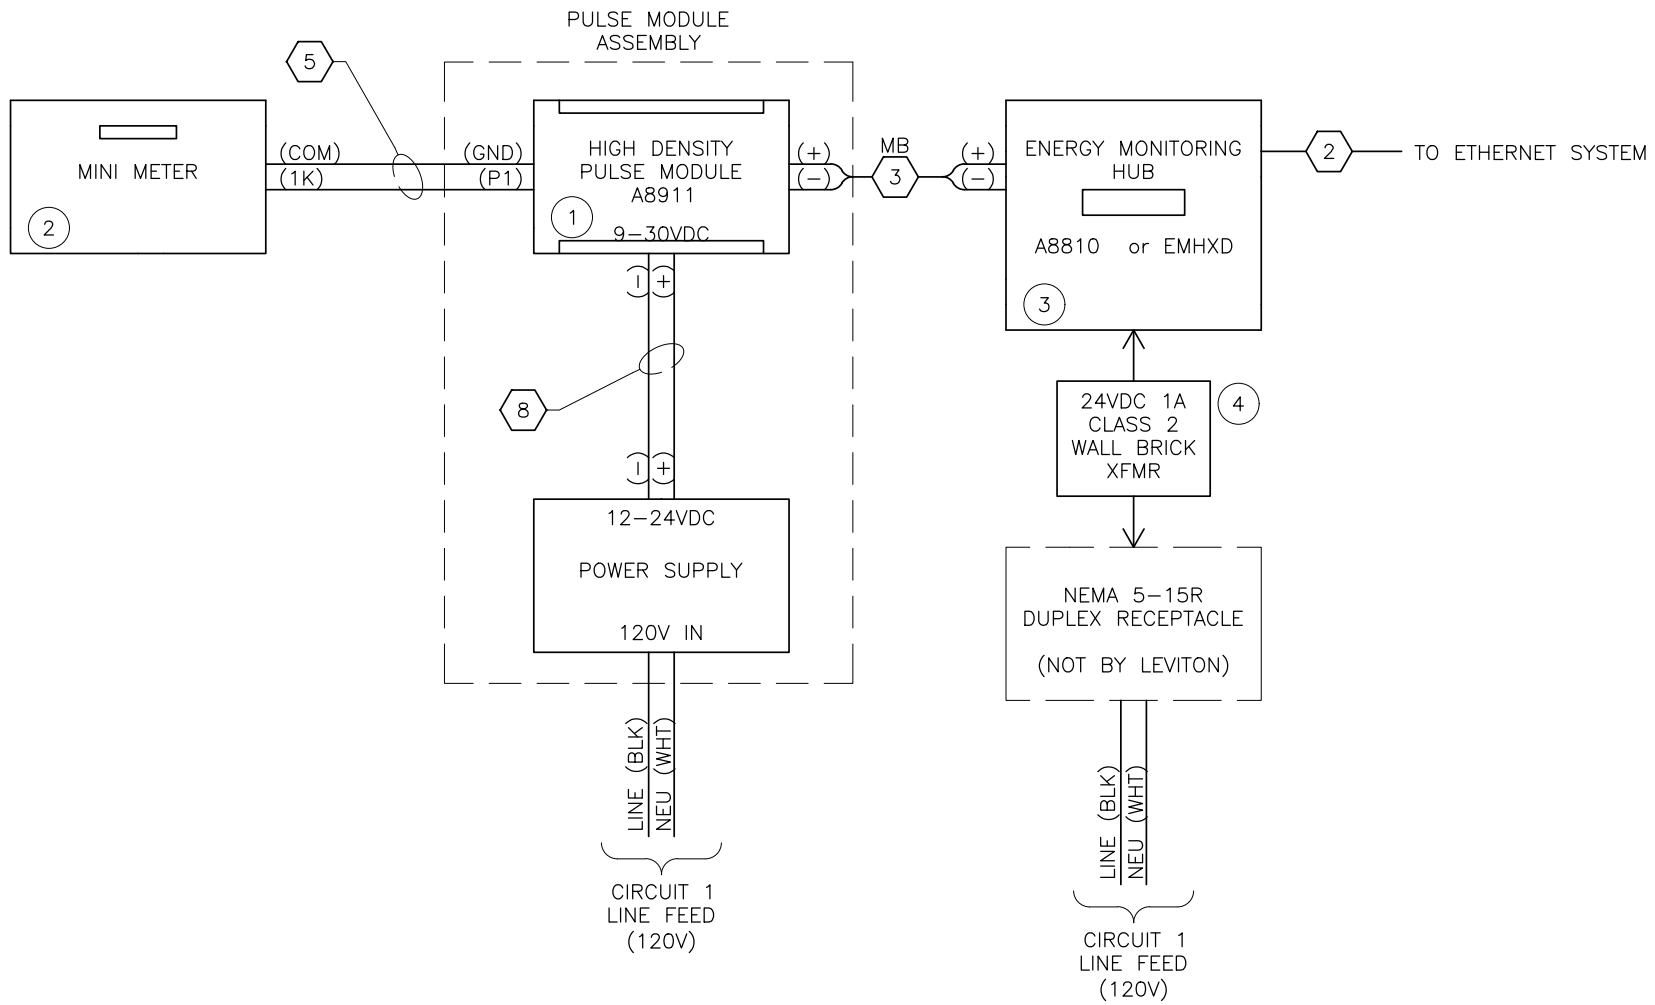 PULSE MODULE
ASSEMBLY
5
MINI METER
2
(COM)
(1K)
(GND)
(P1)
HIGH DENSITY
PULSE MODULE
A8911
1
9-30VDC
(+)
(-)
MB
3
(+)
(-)
ENERGY MONITORING
HUB
A8810 or EMHXD
3
2
TO ETHERNET SYSTEM
(-)
(+)
8
(-)
(+)
12-24VDC
POWER SUPPLY
120V IN
24VDC 1A
CLASS 2
WALL BRICK
XFMR
4
NEMA 5-15R
DUPLEX RECEPTACLE
(NOT BY LEVITON)
LINE (BLK)
NEU (WHT)
CIRCUIT 1
LINE FEED
(120V)
LINE (BLK)
NEU (WHT)
CIRCUIT 1
LINE FEED
(120V)